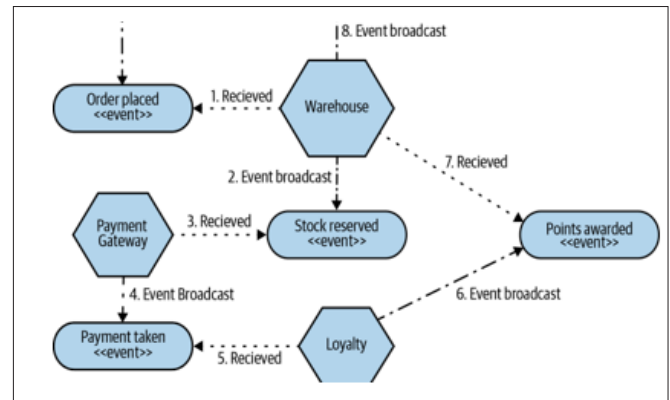 8. Event broadcast
Order placed
<<event>>
1. Recieved
Warehouse
2. Event broadcast
7. Recieved
Payment
Gateway
3. Recieved
Stock reserved
<<event>>
Points awarded
<<event>>
4. Event Broadcast
6. Event broadcast
Payment taken
<<event>>
5. Recieved
Loyalty